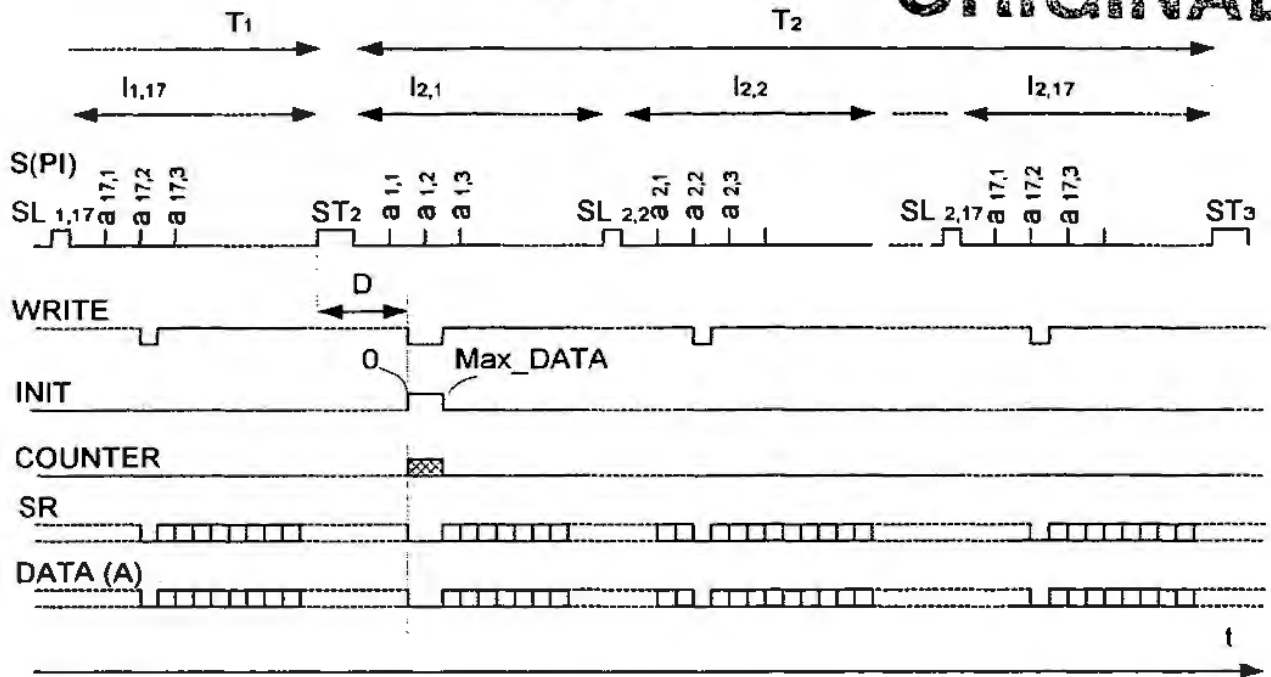 ORIGINAL
T1 T2
I1,17 I2,1 I2,2 I2,17
S(PI)
SL 1,17 a 17,1 a 17,2 a 17,3 ST2 a 1,1 a 1,2 a 1,3 SL 2,2 a 2,1 a 2,2 a 2,3 SL 2,17 a 17,1 a 17,2 a 17,3 ST3
D
WRITE
0 Max_DATA
INIT
COUNTER
SR
DATA (A)
t